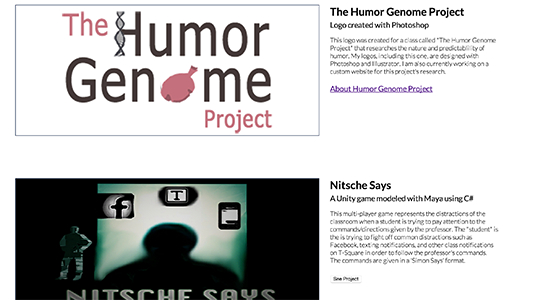 The Humor
Genome
Project
The Humor Genome Project
Logo created with Photoshop
This logo was created for a class called "The Humor Genome
Project" that researches the nature and predictability of
humor. My logos, including this one, are designed with
Photoshop and Illustrator. I am also currently working on a
custom website for this project's research.
About Humor Genome Project
f
T
NITSCHE SAYS
Nitsche Says
A Unity game modeled with Maya using C#
This multi-player game represents the distractions of the
classroom when a student is trying to pay attention to the
commands/directions given by the professor. The "student" is
the is trying to fight off common distractions such as
Facebook, texting notifications, and other class notifications
on T-Square in order to follow the professor's commands.
The commands are given in a 'Simon Says' format.
See Project